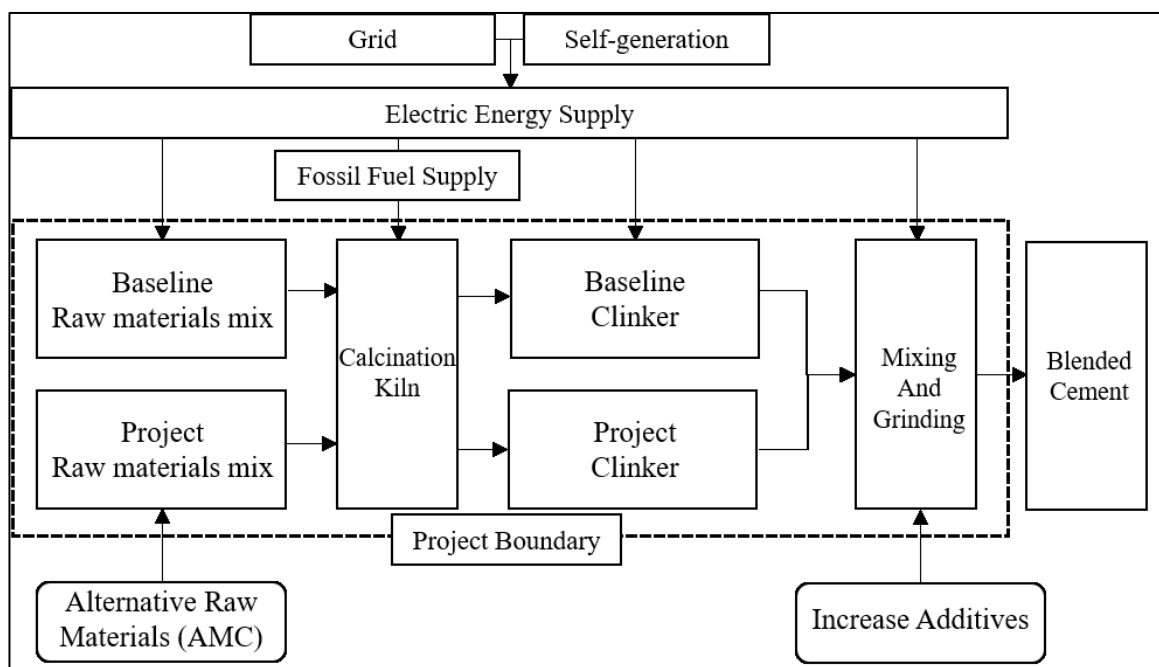 Grid
Self-generation
Electric Energy Supply
Fossil Fuel Supply
Baseline
Raw materials mix
Calcination
Kiln
Baseline
Clinker
Mixing
And
Grinding
Blended
Cement
Project
Raw materials mix
Project
Clinker
Project Boundary
Alternative Raw
Materials (AMC)
Increase Additives